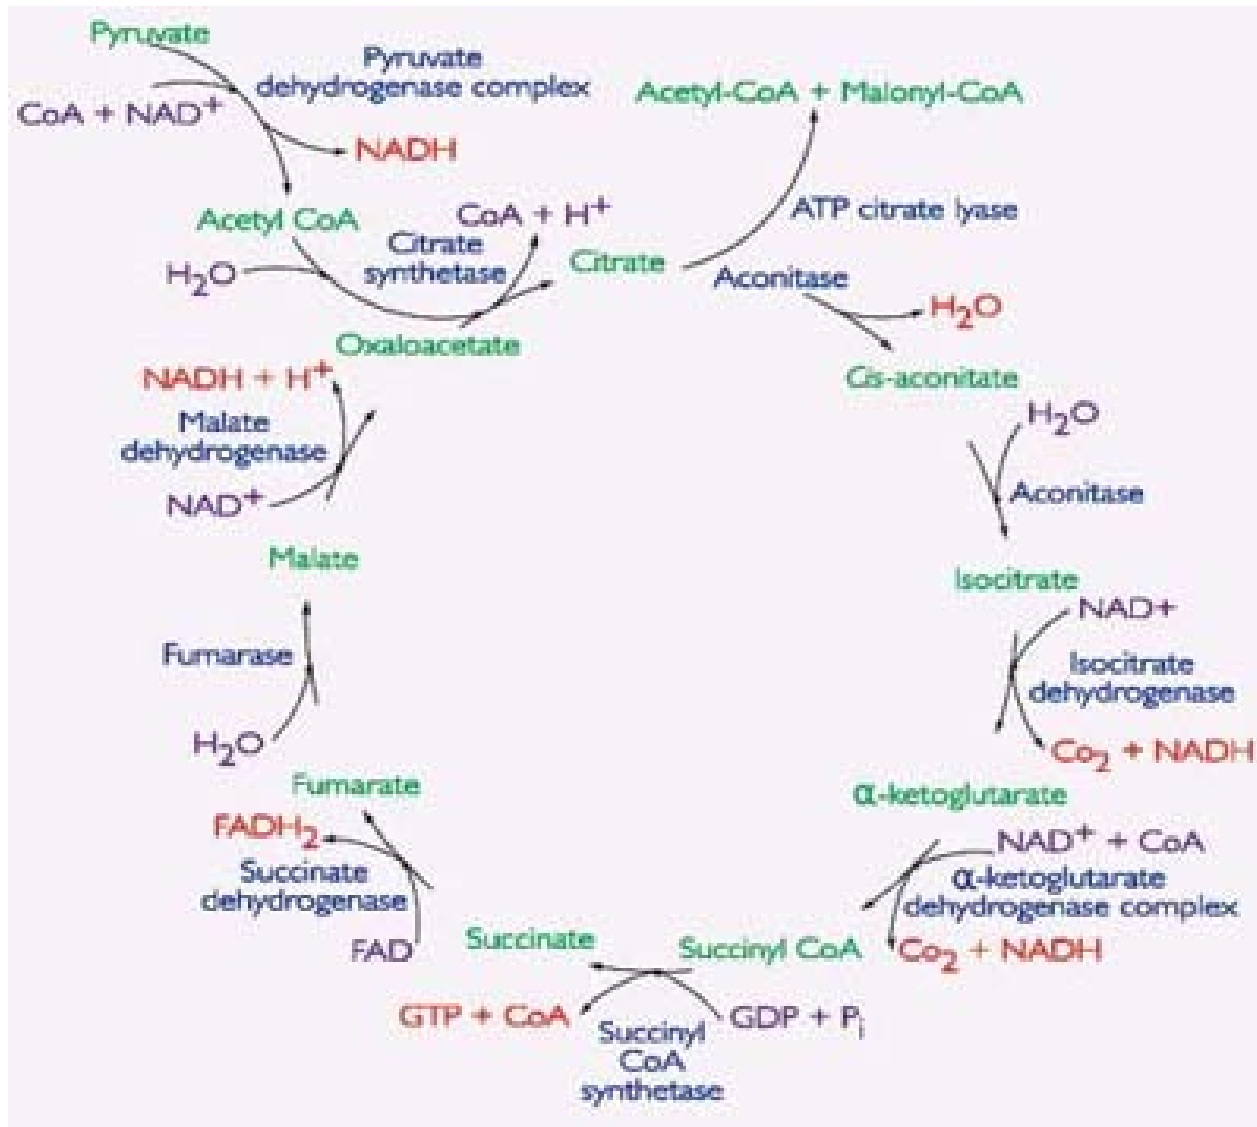 Pyruvate
Pyruvate
dehydrogenase complex
CoA + NAD⁺
NADH
Acetyl-CoA + Malonyl-CoA
Acetyl CoA
CoA + H⁺
ATP citrate lyase
Citrate
synthetase
H₂O
Citrate
Aconitase
H₂O
Oxaloacetate
Cis-aconitate
NADH + H⁺
H₂O
Malate
dehydrogenase
Aconitase
NAD⁺
Malate
Isocitrate
NAD+
Fumarase
Isocitrate
dehydrogenase
H₂O
Co₂ + NADH
Fumarate
α-ketoglutarate
FADH₂
NAD⁺ + CoA
Succinate
dehydrogenase
α-ketoglutarate
dehydrogenase complex
FAD
Succinate
Succinyl CoA
Co₂ + NADH
GTP + CoA
GDP + Pᵢ
Succinyl
CoA
synthetase